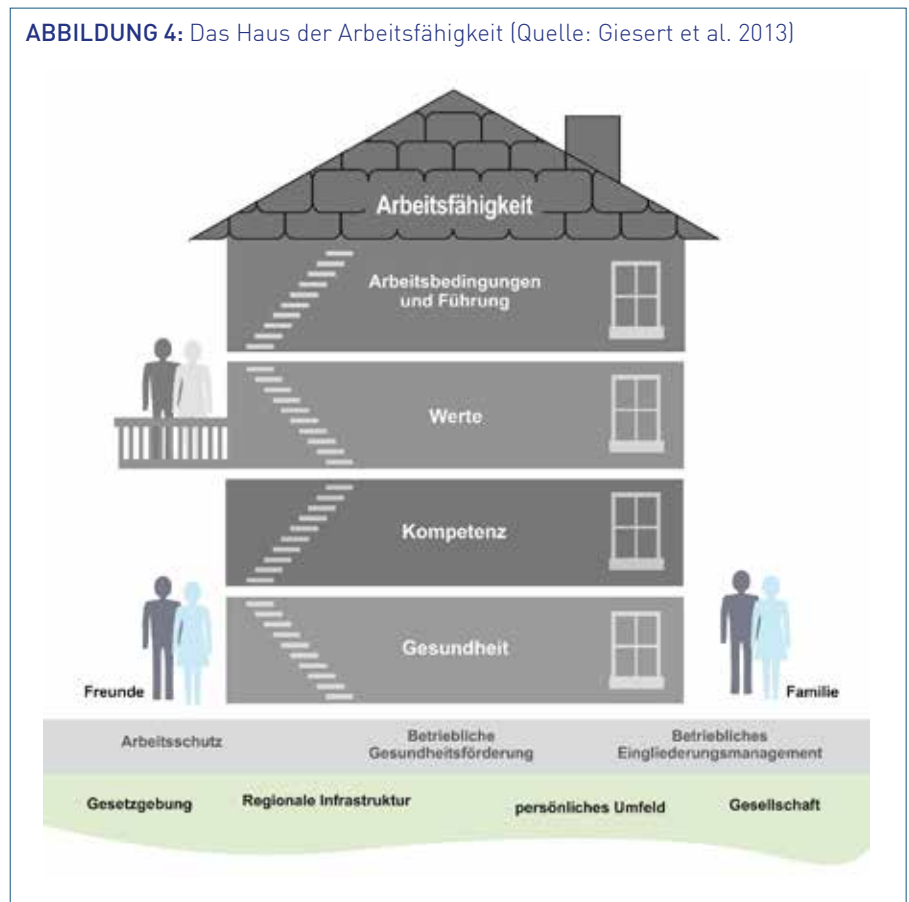 ABBILDUNG 4: Das Haus der Arbeitsfähigkeit (Quelle: Giesert et al. 2013)
Arbeitsfähigkeit
Arbeitsbedingungen
und Führung
Werte
Kompetenz
Gesundheit
Freunde
Familie
Arbeitsschutz
Betriebliche
Gesundheitsförderung
Betriebliches
Eingliederungsmanagement
Gesetzgebung
Regionale Infrastruktur
persönliches Umfeld
Gesellschaft